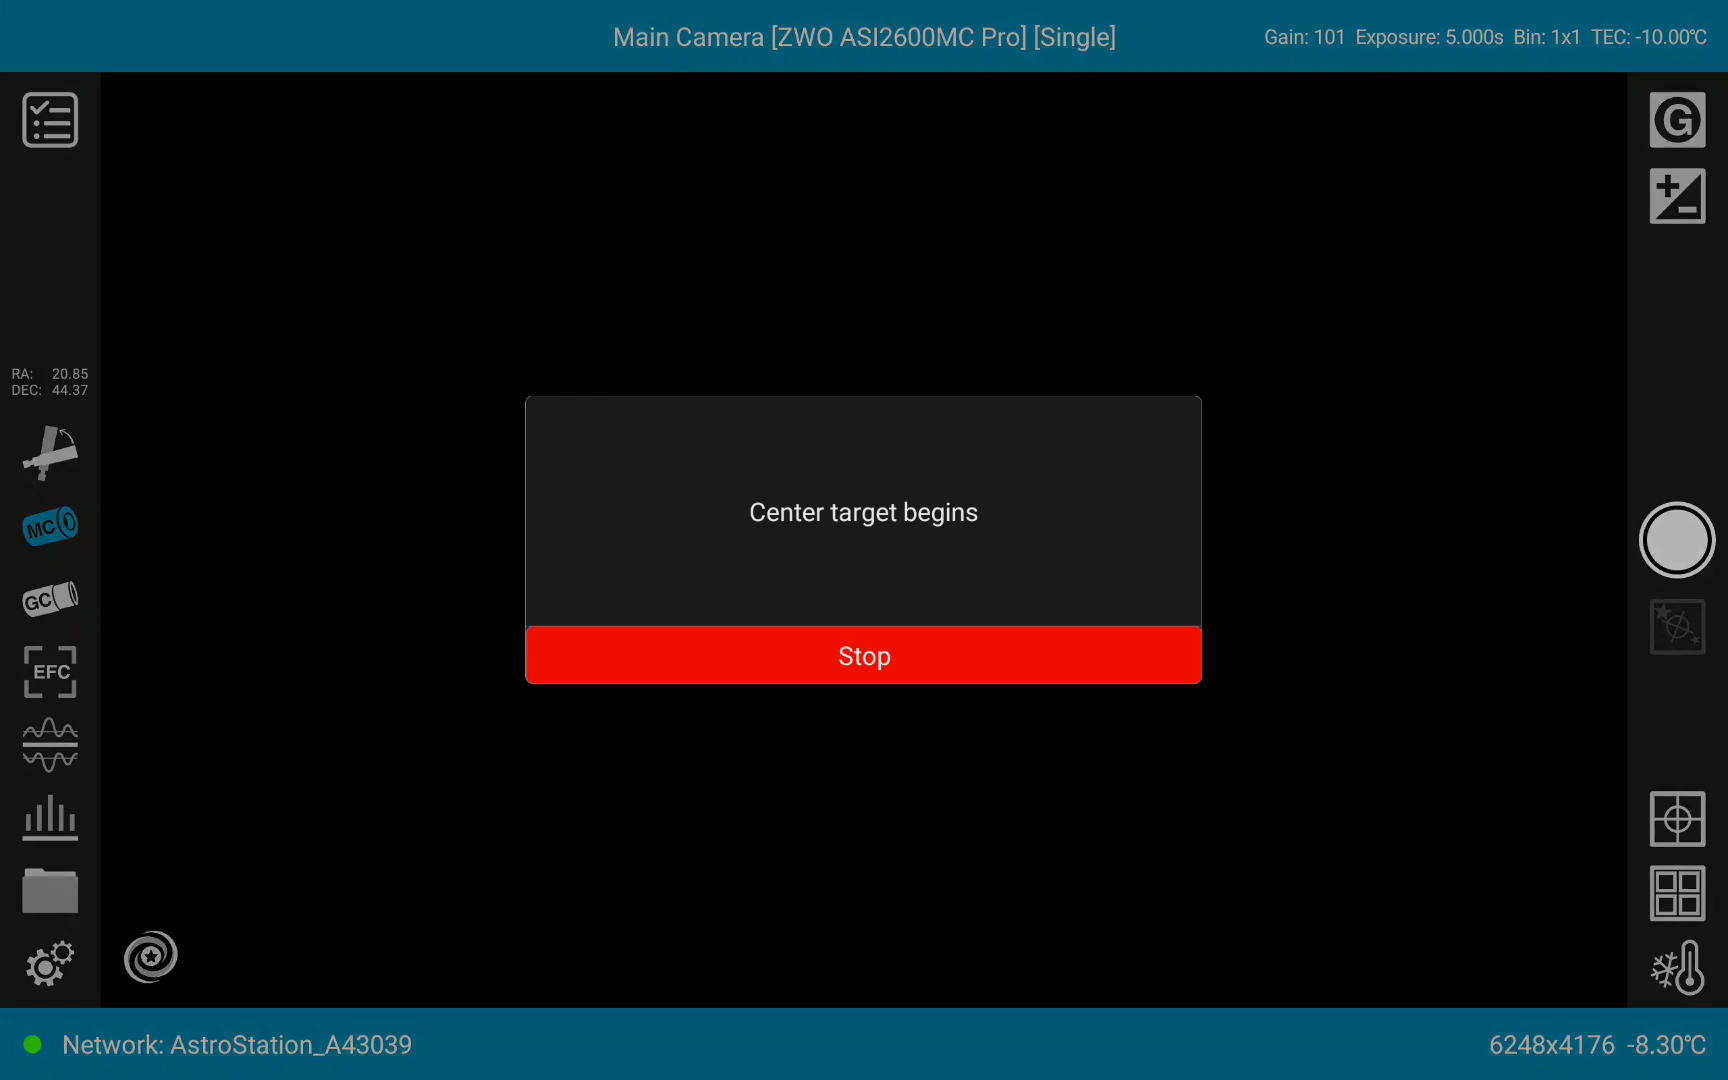 Main Camera [ZWO ASI2600MC Pro] [Single]
Gain: 101 Exposure: 5.000s Bin: 1x1 TEC: -10.00℃
G
RA: 20.85
DEC: 44.37
MC
GC
EFC
Center target begins
Stop
Network: AstroStation_A43039
6248x4176 -8.30℃